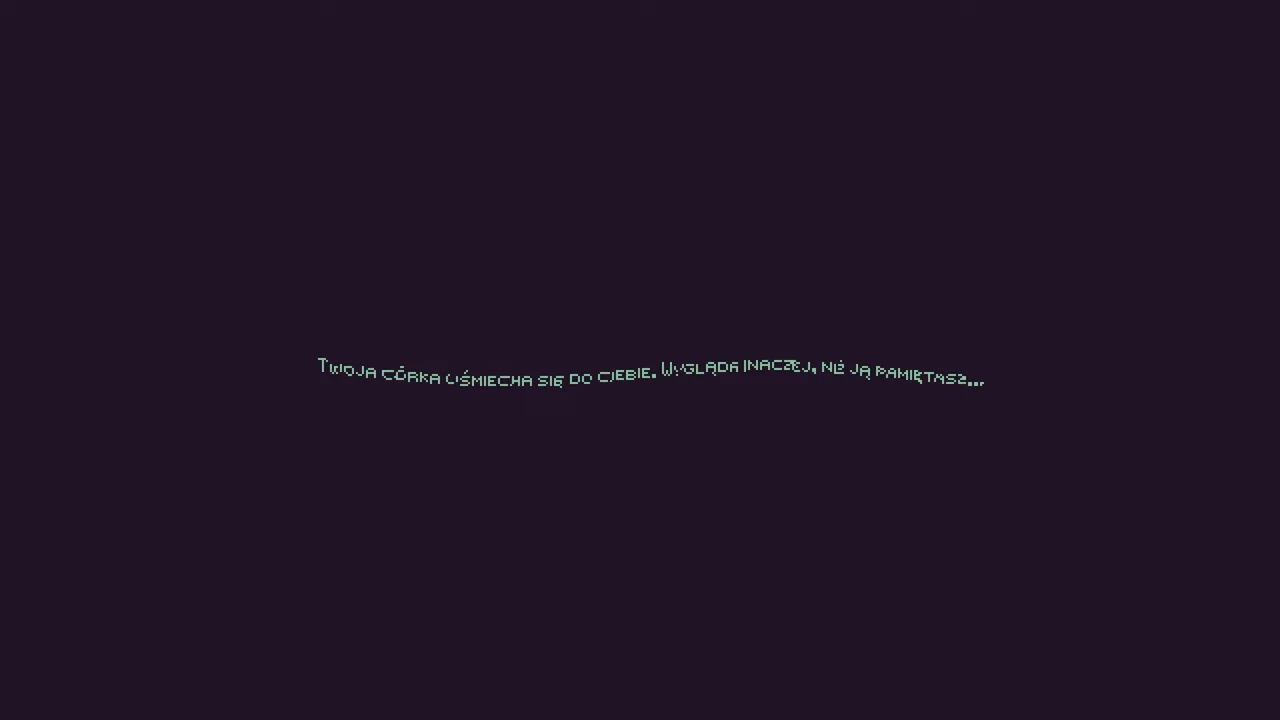 Twoja córka uśmiecha się do ciebie. Wygląda inaczej, niż ją pamiętasz...